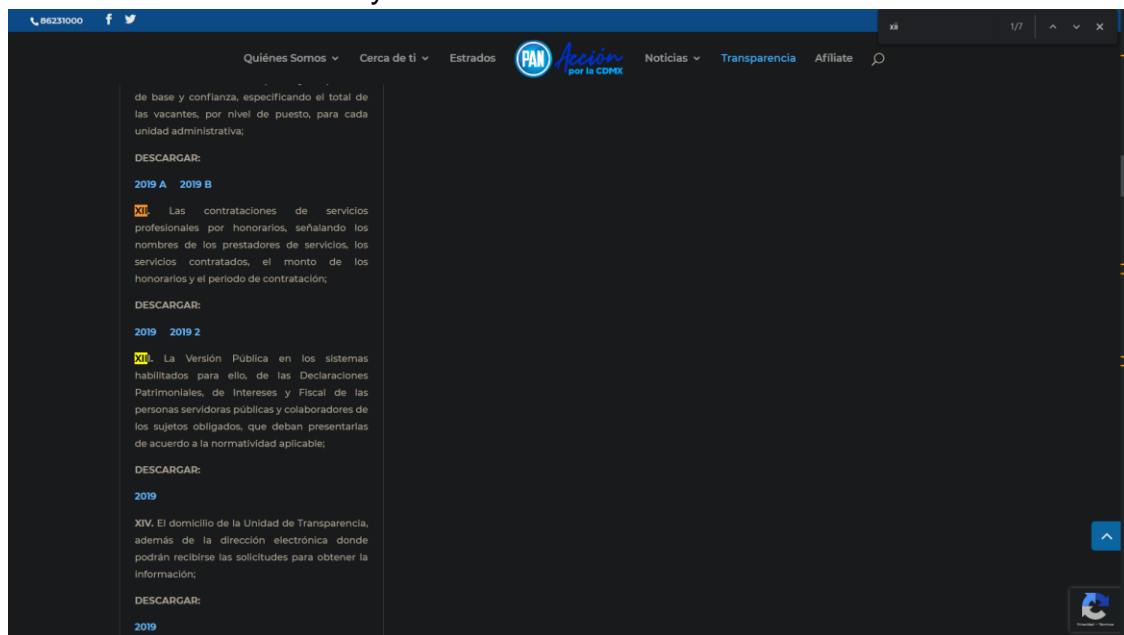 86231000
xii
1/7
Quiénes Somos
Cerca de ti
Estrados
PAN
Acción
por la CDMX
Noticias
Transparencia
Afíliate
de base y confianza, especificando el total de
las vacantes, por nivel de puesto, para cada
unidad administrativa;
DESCARGAR:
2019 A 2019 B
XII. Las contrataciones de servicios
profesionales por honorarios, señalando los
nombres de los prestadores de servicios, los
servicios contratados, el monto de los
honorarios y el periodo de contratación;
DESCARGAR:
2019 2019 2
XIII. La Versión Pública en los sistemas
habilitados para ello, de las Declaraciones
Patrimoniales, de Intereses y Fiscal de las
personas servidoras públicas y colaboradores de
los sujetos obligados, que deban presentarlas
de acuerdo a la normatividad aplicable;
DESCARGAR:
2019
XIV. El domicilio de la Unidad de Transparencia,
además de la dirección electrónica donde
podrán recibirse las solicitudes para obtener la
información;
DESCARGAR:
2019
Privacidad - Términos